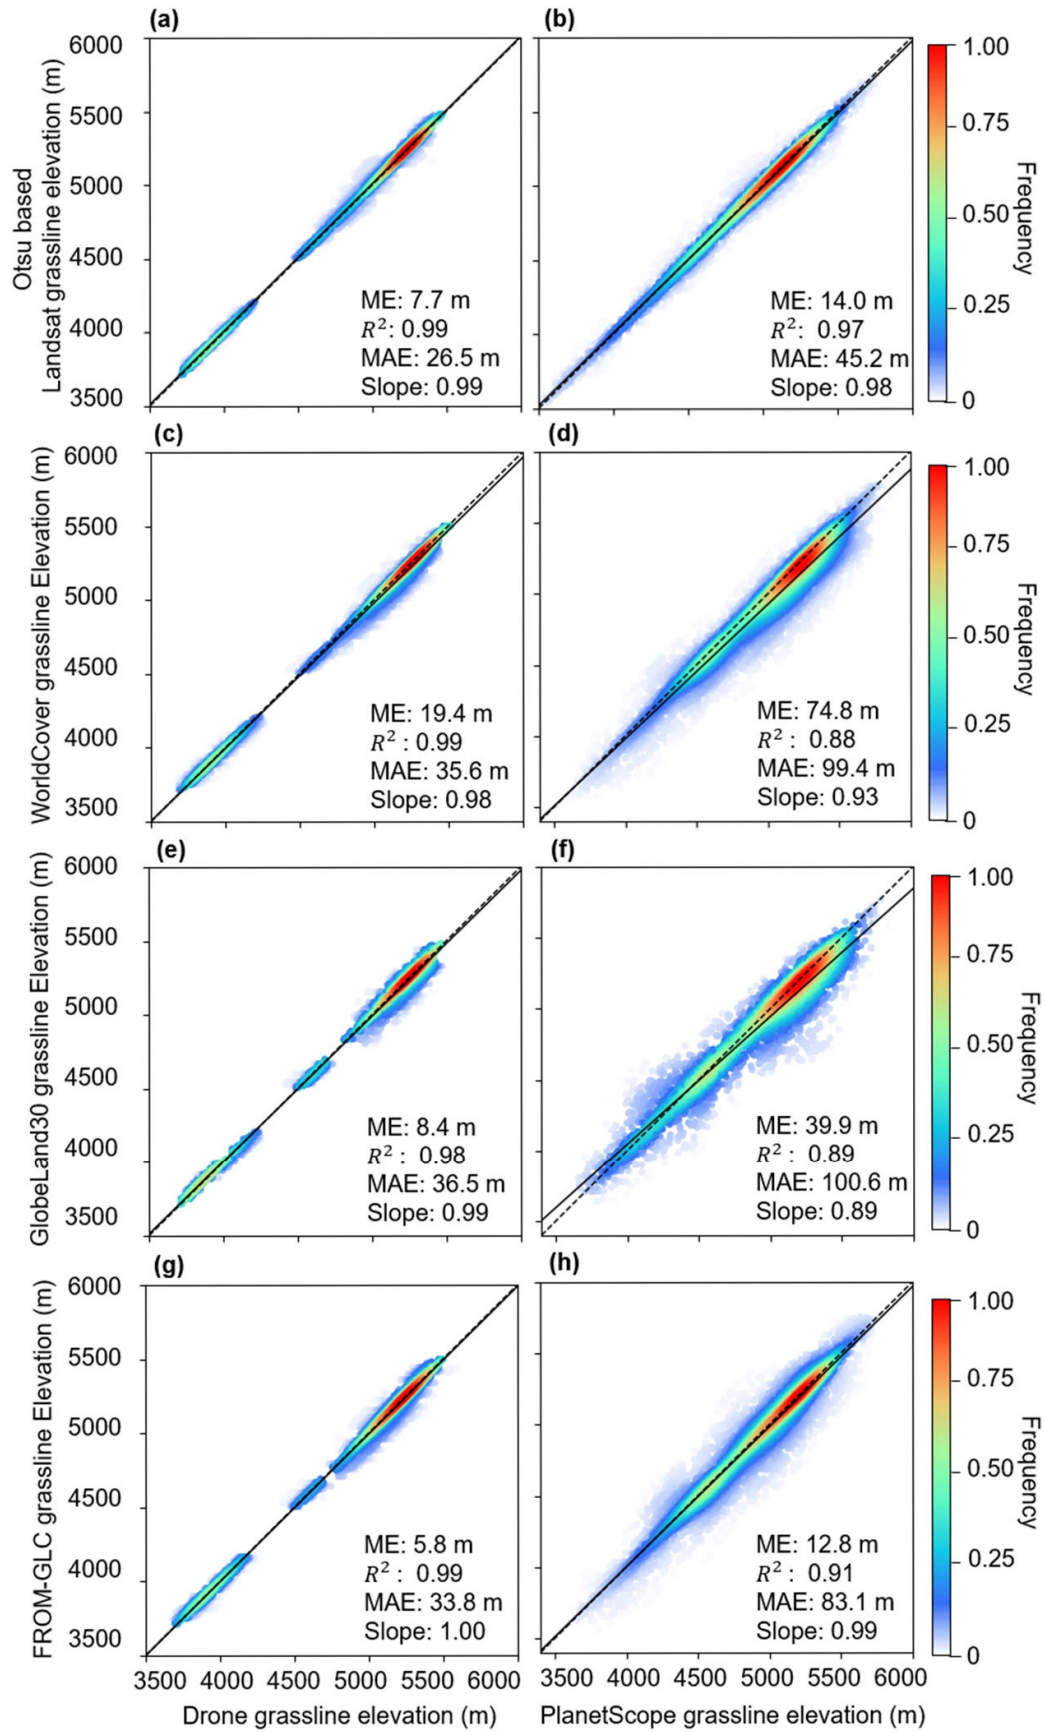 (a)
(b)
6000
5500
5000
4500
4000
3500
Otsu based
Landsat grassline elevation (m)
ME: 7.7 m
R²: 0.99
MAE: 26.5 m
Slope: 0.99
ME: 14.0 m
R²: 0.97
MAE: 45.2 m
Slope: 0.98
1.00
0.75
0.50
0.25
0
Frequency
(c)
(d)
6000
5500
5000
4500
4000
3500
WorldCover grassline Elevation (m)
ME: 19.4 m
R² : 0.99
MAE: 35.6 m
Slope: 0.98
ME: 74.8 m
R² : 0.88
MAE: 99.4 m
Slope: 0.93
1.00
0.75
0.50
0.25
0
Frequency
(e)
(f)
6000
5500
5000
4500
4000
3500
GlobeLand30 grassline Elevation (m)
ME: 8.4 m
R² : 0.98
MAE: 36.5 m
Slope: 0.99
ME: 39.9 m
R² : 0.89
MAE: 100.6 m
Slope: 0.89
1.00
0.75
0.50
0.25
0
Frequency
(g)
(h)
6000
5500
5000
4500
4000
3500
FROM-GLC grassline Elevation (m)
ME: 5.8 m
R² : 0.99
MAE: 33.8 m
Slope: 1.00
ME: 12.8 m
R² : 0.91
MAE: 83.1 m
Slope: 0.99
1.00
0.75
0.50
0.25
0
Frequency
3500 4000 4500 5000 5500 6000
3500 4000 4500 5000 5500 6000
Drone grassline elevation (m)
PlanetScope grassline elevation (m)